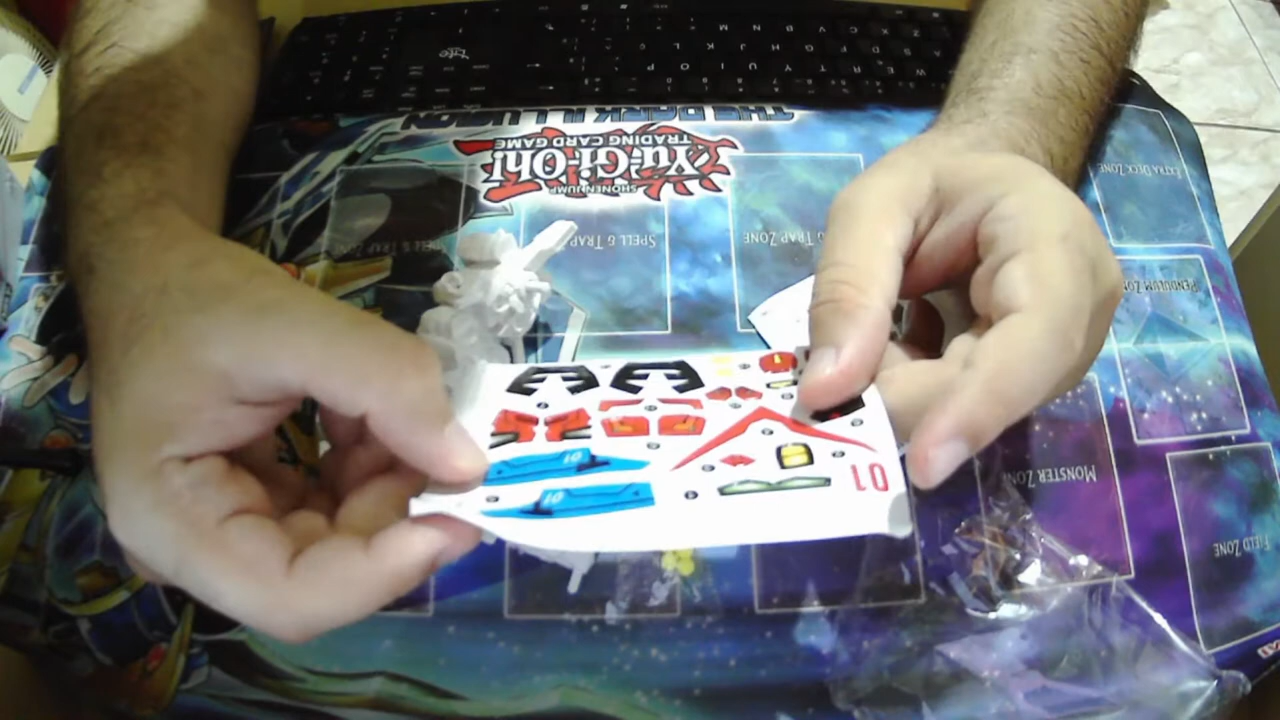 THE DARK ILLUSION
SHONEN JUMP
Yu-Gi-Oh!
TRADING CARD GAME
EXTRA DECK ZONE
SPELL & TRAP ZONE
SPELL & TRAP ZONE
& TRAP ZONE
PENDULUM ZONE
MONSTER ZONE
FIELD ZONE
01
01
01